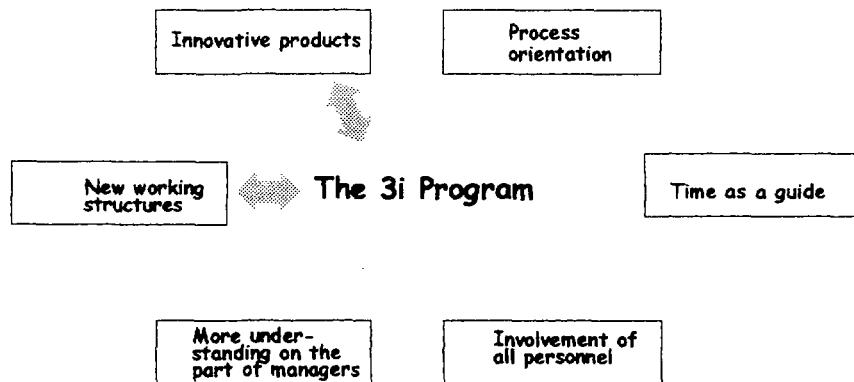 Innovative products
Process
orientation
New working
structures
The 3i Program
Time as a guide
More under-
standing on the
part of managers
Involvement of
all personnel